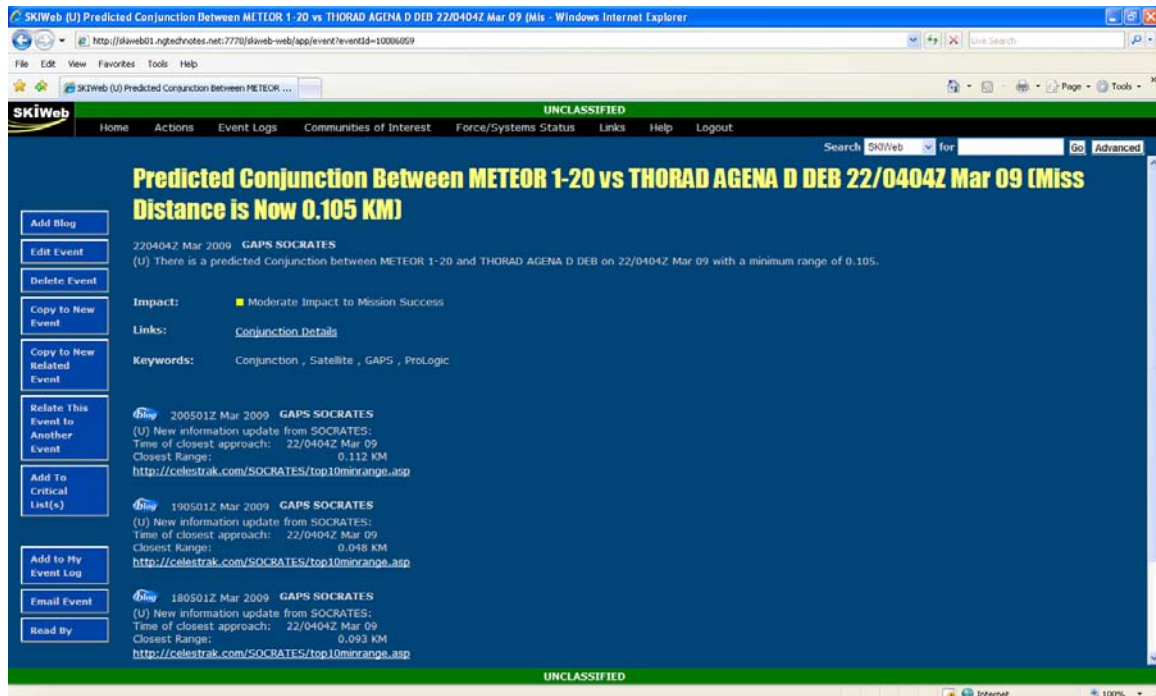 SKIWeb (U) Predicted Conjunction Between METEOR 1-20 vs THORAD AGENA D DEB 22/0404Z Mar 09 (Mis - Windows Internet Explorer
http://skiweb01.ngtechnotes.net:7778/skiweb-web/app/event?eventId=10086859
Live Search
File Edit View Favorites Tools Help
SKIWeb (U) Predicted Conjunction Between METEOR ...
Page Tools
SKIWeb
UNCLASSIFIED
Home Actions Event Logs Communities of Interest Force/Systems Status Links Help Logout
Search SKIWeb for Go Advanced
Predicted Conjunction Between METEOR 1-20 vs THORAD AGENA D DEB 22/0404Z Mar 09 (Miss
Distance is Now 0.105 KM)
220404Z Mar 2009 GAPS SOCRATES
(U) There is a predicted Conjunction between METEOR 1-20 and THORAD AGENA D DEB on 22/0404Z Mar 09 with a minimum range of 0.105.
Impact: Moderate Impact to Mission Success
Links: Conjunction Details
Keywords: Conjunction , Satellite , GAPS , ProLogic
Add Blog
Edit Event
Delete Event
Copy to New
Event
Copy to New
Related
Event
Relate This
Event to
Another
Event
Add To
Critical
List(s)
Add to My
Event Log
Email Event
Read By
Blog 200501Z Mar 2009 GAPS SOCRATES
(U) New information update from SOCRATES:
Time of closest approach: 22/0404Z Mar 09
Closest Range: 0.112 KM
http://celestrak.com/SOCRATES/top10minrange.asp
Blog 190501Z Mar 2009 GAPS SOCRATES
(U) New information update from SOCRATES:
Time of closest approach: 22/0404Z Mar 09
Closest Range: 0.048 KM
http://celestrak.com/SOCRATES/top10minrange.asp
Blog 180501Z Mar 2009 GAPS SOCRATES
(U) New information update from SOCRATES:
Time of closest approach: 22/0404Z Mar 09
Closest Range: 0.093 KM
http://celestrak.com/SOCRATES/top10minrange.asp
UNCLASSIFIED
Internet 100%